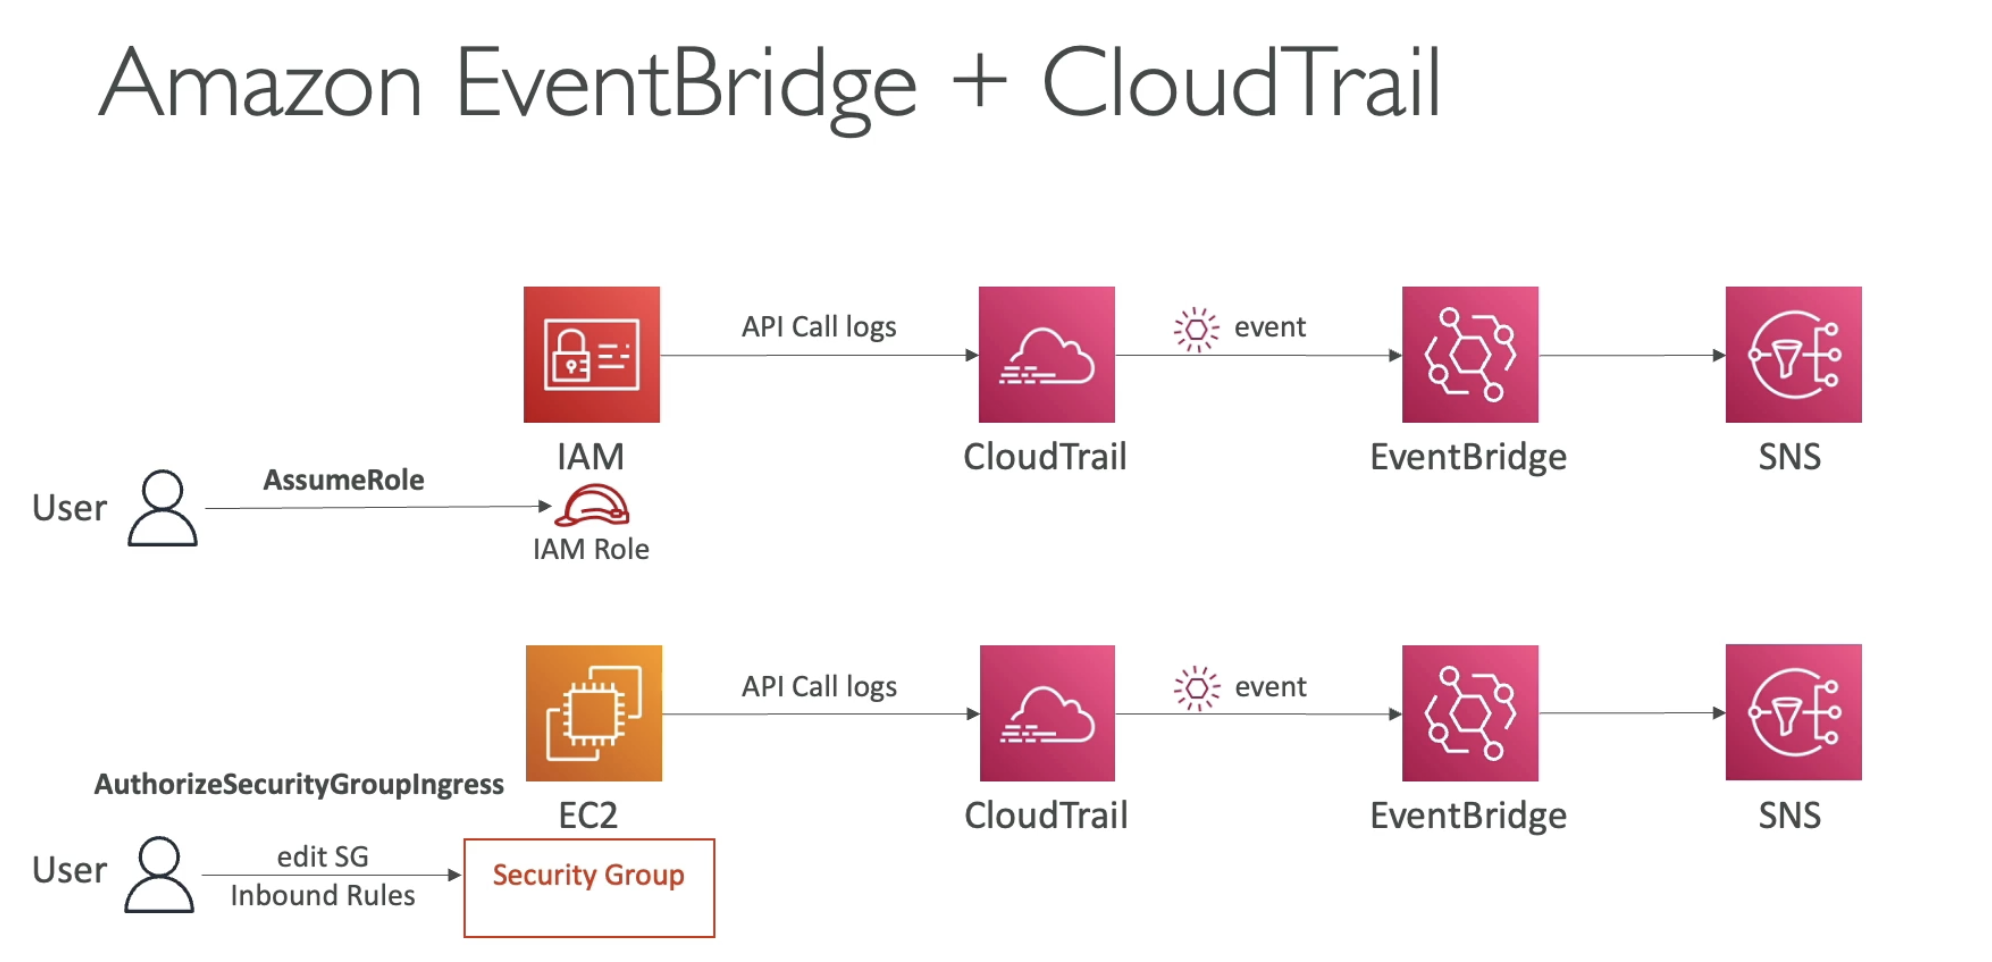 Amazon EventBridge + CloudTrail
API Call logs
event
IAM
CloudTrail
EventBridge
SNS
User
AssumeRole
IAM Role
API Call logs
event
AuthorizeSecurityGroupIngress
EC2
CloudTrail
EventBridge
SNS
User
edit SG
Inbound Rules
Security Group